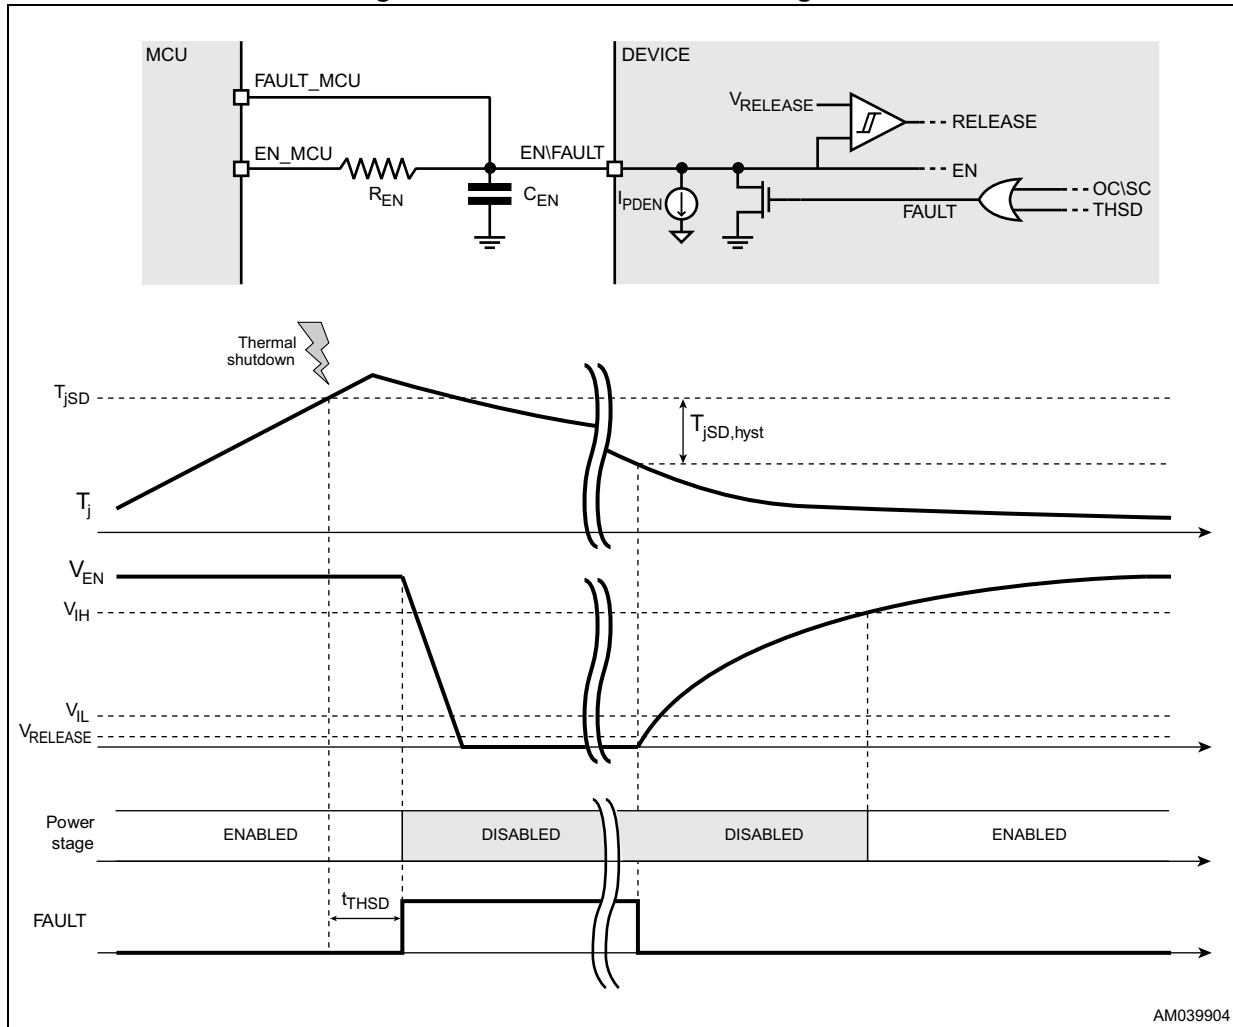 MCU
DEVICE
FAULT_MCU
V_RELEASE
RELEASE
EN_MCU
EN\FAULT
EN
R_EN
C_EN
I_PDEN
FAULT
OC\SC
THSD
Thermal
shutdown
T_jSD
T_jSD,hyst
T_j
V_EN
V_IH
V_IL
V_RELEASE
Power
stage
ENABLED
DISABLED
DISABLED
ENABLED
t_THSD
FAULT
AM039904